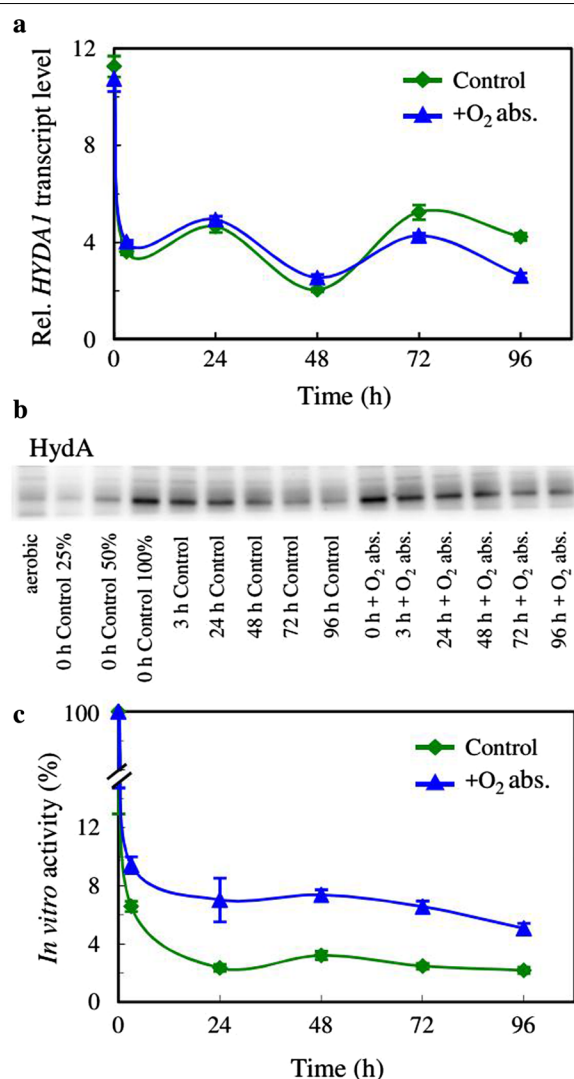 a
Rel. HYDA1 transcript level
12
8
4
0
Control
+O2 abs.
0 24 48 72 96
Time (h)
b
HydA
aerobic
0 h Control 25%
0 h Control 50%
0 h Control 100%
3 h Control
24 h Control
48 h Control
72 h Control
96 h Control
0 h + O2 abs.
3 h + O2 abs.
24 h + O2 abs.
48 h + O2 abs.
72 h + O2 abs.
96 h + O2 abs.
c
In vitro activity (%)
100
12
8
4
0
Control
+O2 abs.
0 24 48 72 96
Time (h)